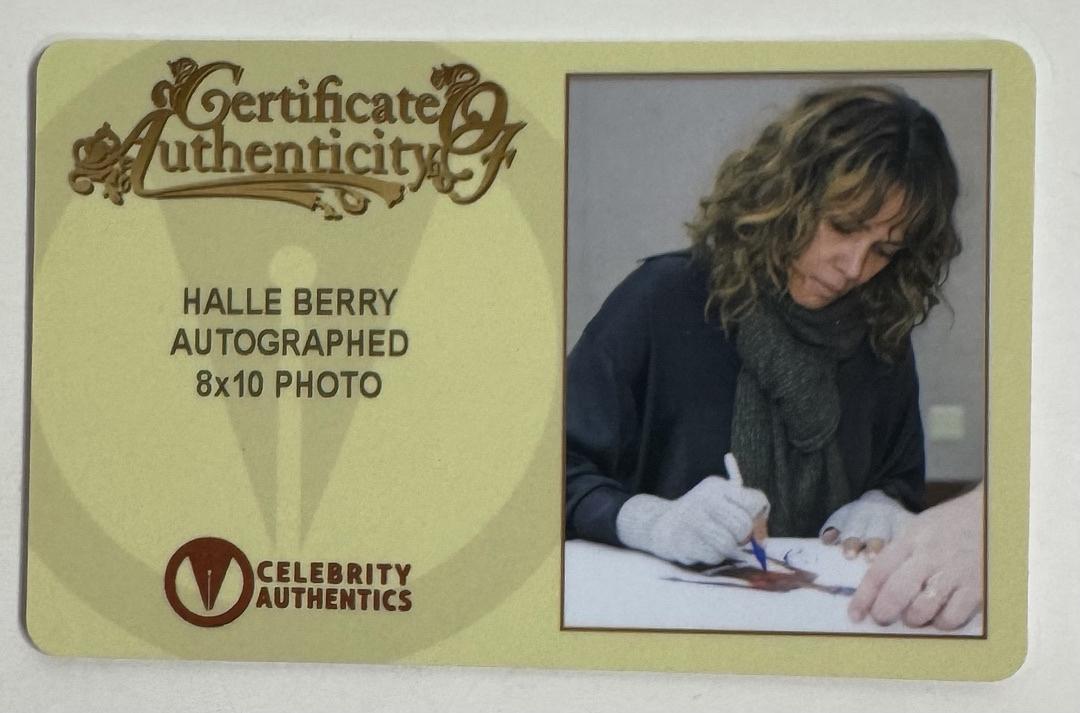 Certificate Of
Authenticity
HALLE BERRY
AUTOGRAPHED
8x10 PHOTO
CELEBRITY
AUTHENTICS